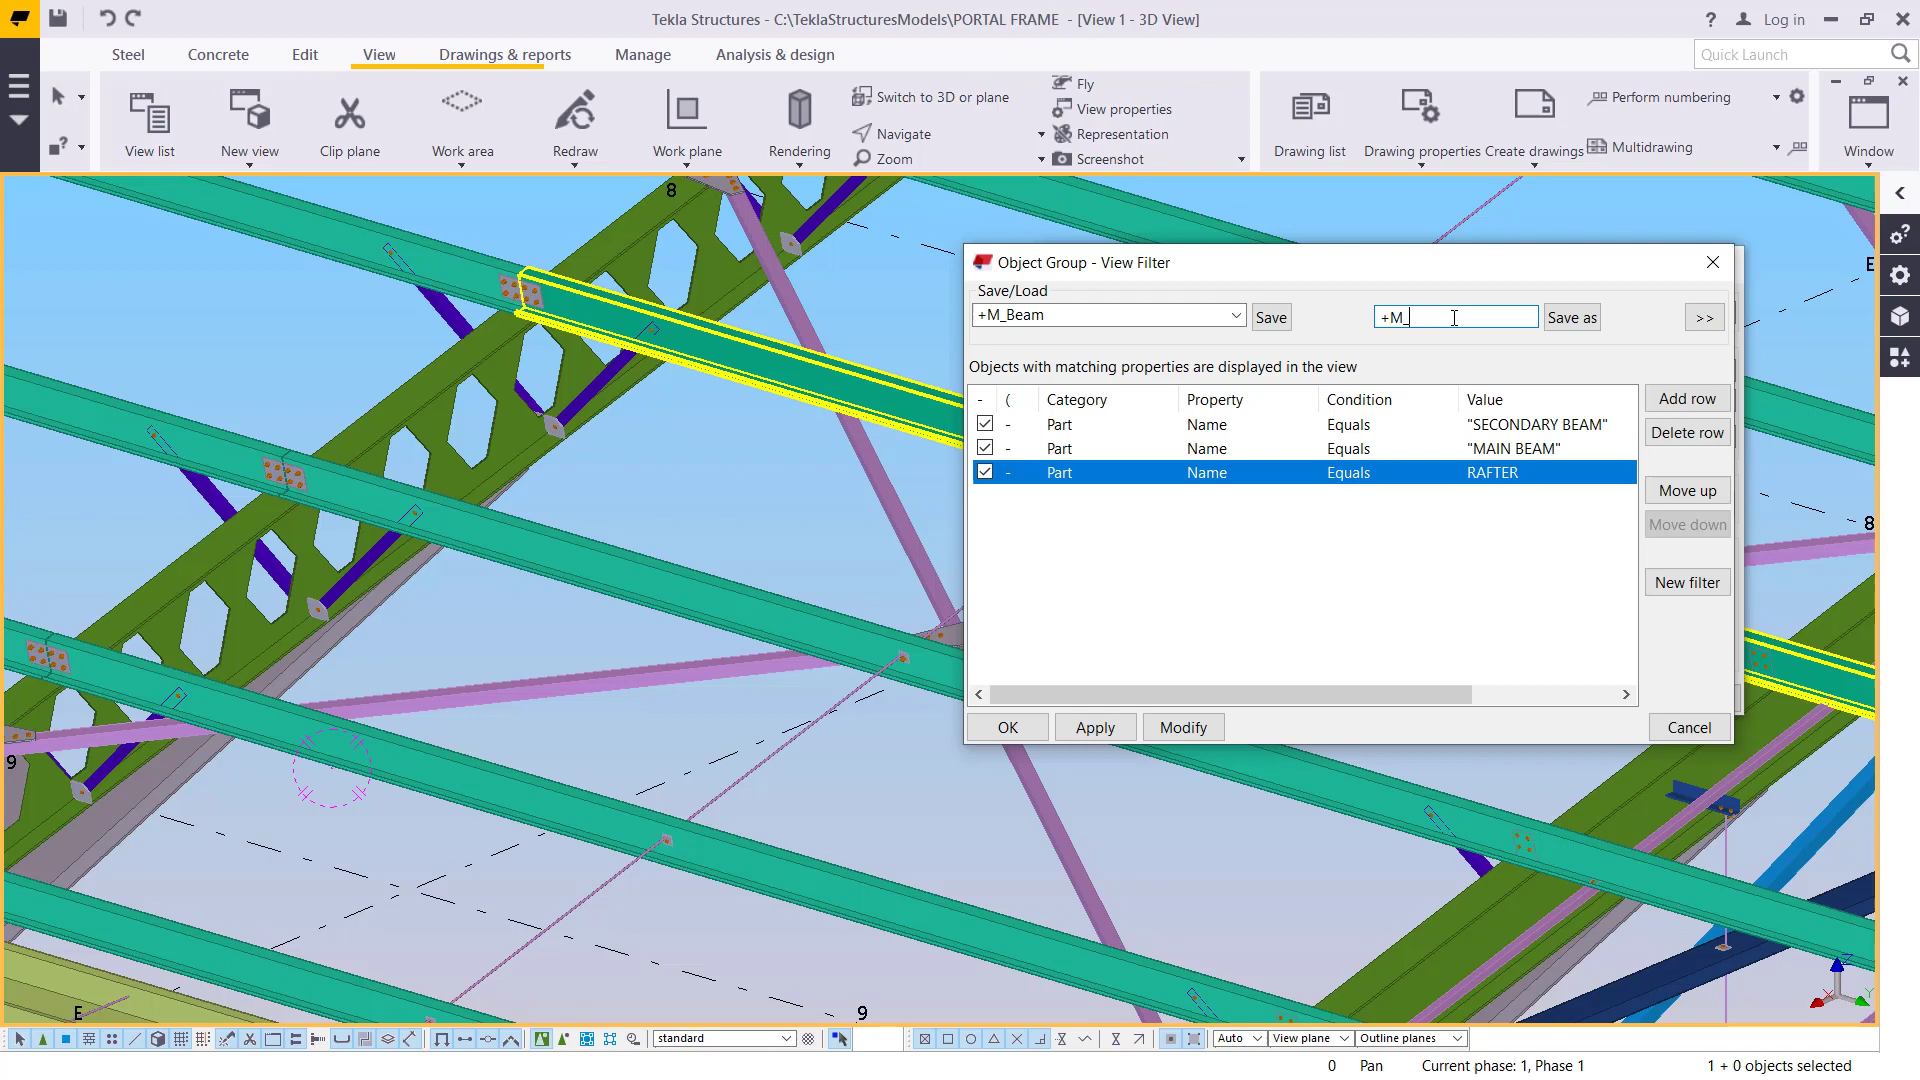 Tekla Structures - C:\TeklaStructuresModels\PORTAL FRAME - [View 1 - 3D View]
? Log in
Steel Concrete Edit View Drawings & reports Manage Analysis & design
Quick Launch
View list
New view
Clip plane
Work area
Redraw
Work plane
Rendering
Switch to 3D or plane
Navigate
Zoom
Fly
View properties
Representation
Screenshot
Drawing list
Drawing properties
Create drawings
Perform numbering
Multidrawing
Window
8
E
8
9
E
9
Object Group - View Filter
Save/Load
+M_Beam
Save
+M_
Save as
>>
Objects with matching properties are displayed in the view
- ( Category Property Condition Value
- Part Name Equals "SECONDARY BEAM"
- Part Name Equals "MAIN BEAM"
- Part Name Equals RAFTER
Add row
Delete row
Move up
Move down
New filter
OK
Apply
Modify
Cancel
Z
X
Y
standard
Auto
View plane
Outline planes
0 Pan Current phase: 1, Phase 1 1 + 0 objects selected